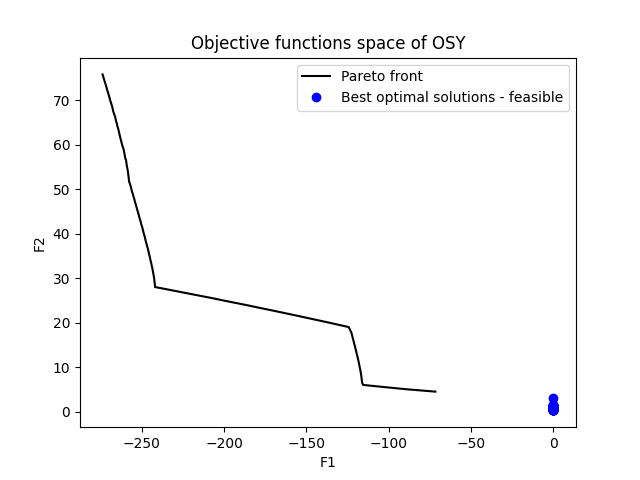 Objective functions space of OSY
Pareto front
Best optimal solutions - feasible
70
60
50
40
30
20
10
0
F2
−250
−200
−150
−100
−50
0
F1